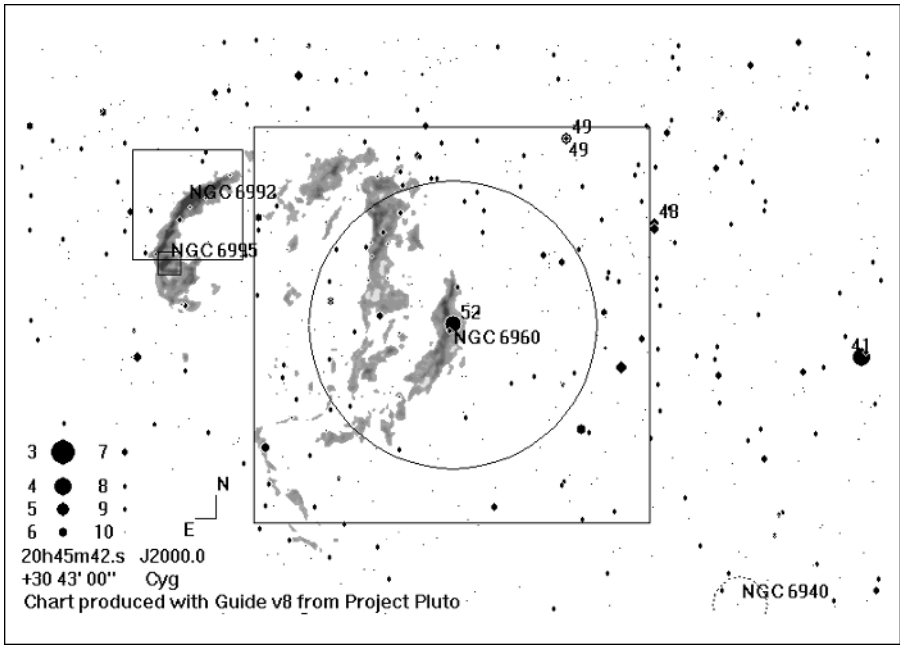 49
49
NGC 6992
48
NGC 6995
52
NGC 6960
41
3 7
4 8
5 9
6 10
N
E
20h45m42.s J2000.0
+30 43' 00" Cyg
Chart produced with Guide v8 from Project Pluto
NGC 6940